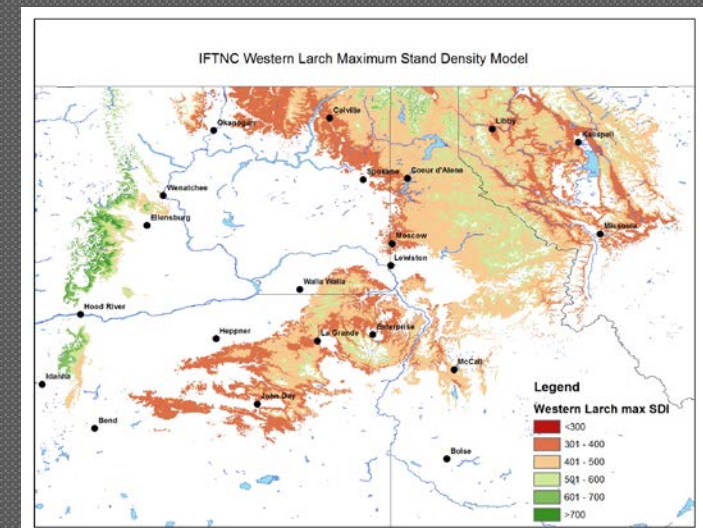 IFTNC Western Larch Maximum Stand Density Model
Colville
Okanagan
Libby
Kalispell
Spokane
Coeur d'Alene
Wenatchee
Ellensburg
Missoula
Moscow
Lewiston
Walla Walla
Hood River
Heppner
La Grande
Enterprise
McCall
Idanha
John Day
Bend
Boise
Legend
Western Larch max SDI
<300
301 - 400
401 - 500
501 - 600
601 - 700
>700